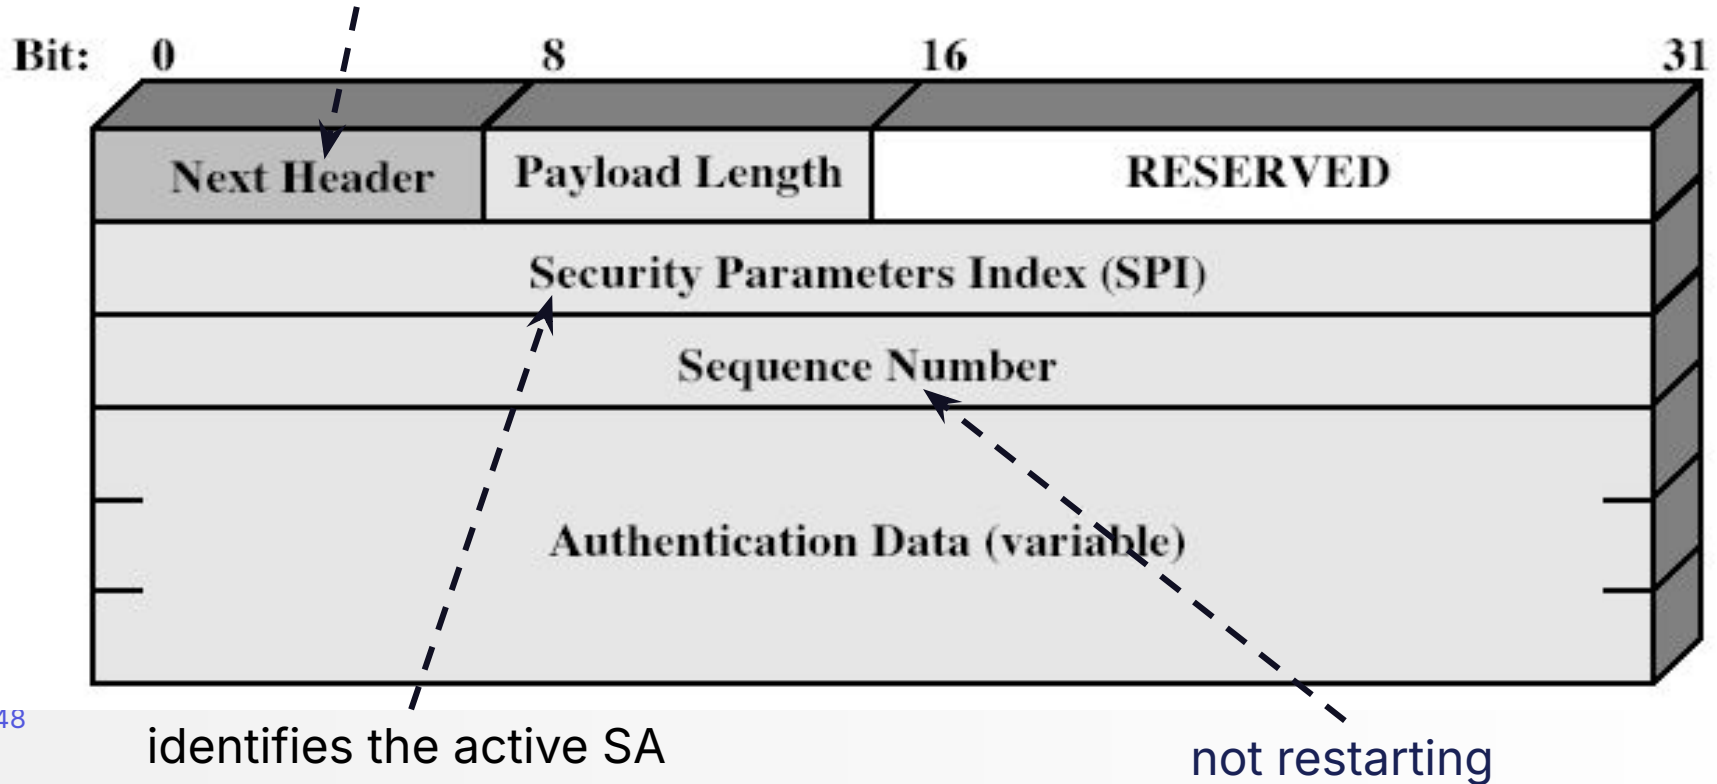 Bit: 0 8 16 31
Next Header Payload Length RESERVED
Security Parameters Index (SPI)
Sequence Number
Authentication Data (variable)
48
identifies the active SA
not restarting